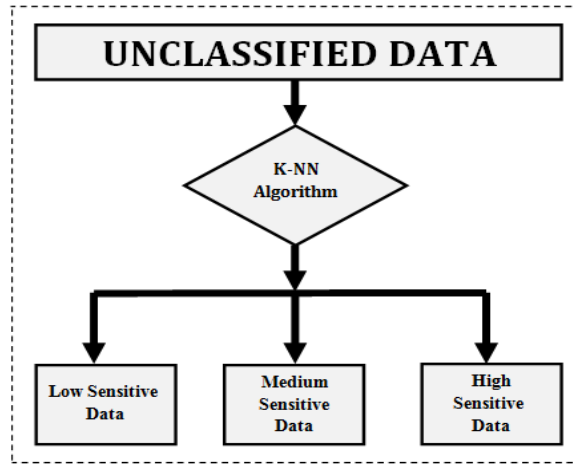 UNCLASSIFIED DATA
K-NN
Algorithm
Low Sensitive
Data
Medium
Sensitive
Data
High
Sensitive
Data